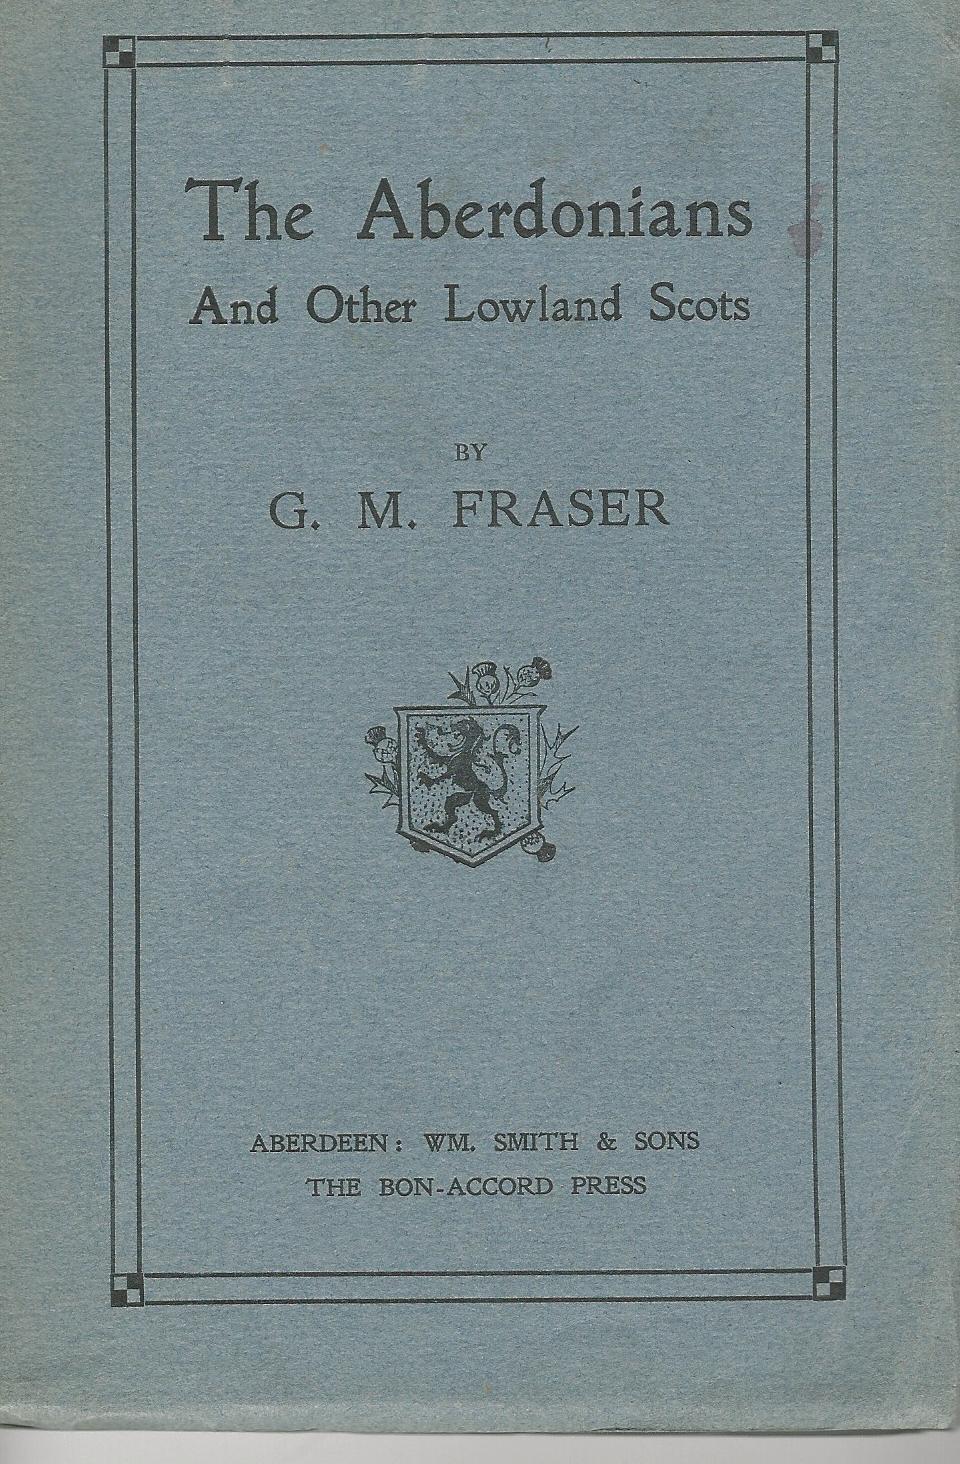 The Aberdonians
And Other Lowland Scots
BY
G. M. FRASER
ABERDEEN: WM. SMITH & SONS
THE BON-ACCORD PRESS